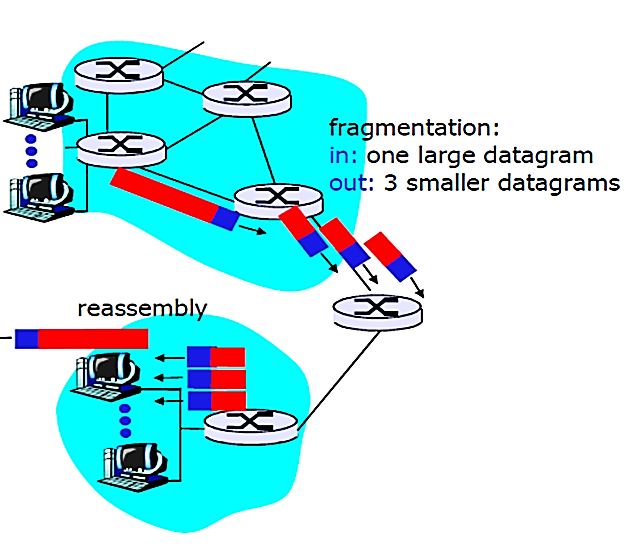 fragmentation:
in: one large datagram
out: 3 smaller datagrams
reassembly